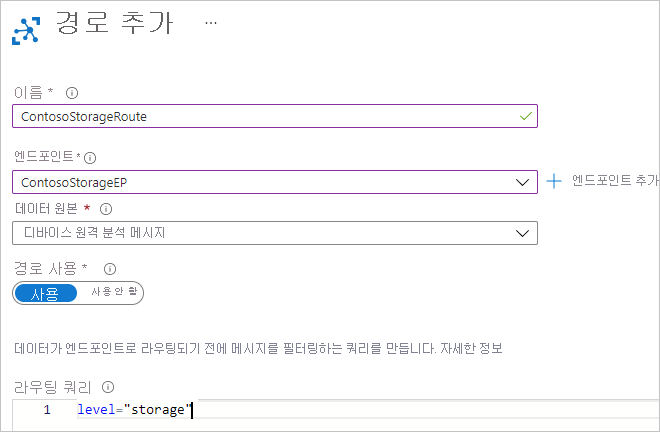 경로 추가 ...
이름 *
ContosoStorageRoute
엔드포인트 *
ContosoStorageEP
엔드포인트 추가
데이터 원본 *
디바이스 원격 분석 메시지
경로 사용 *
사용 사용 안 함
데이터가 엔드포인트로 라우팅되기 전에 메시지를 필터링하는 쿼리를 만듭니다. 자세한 정보
라우팅 쿼리
1 level="storage"